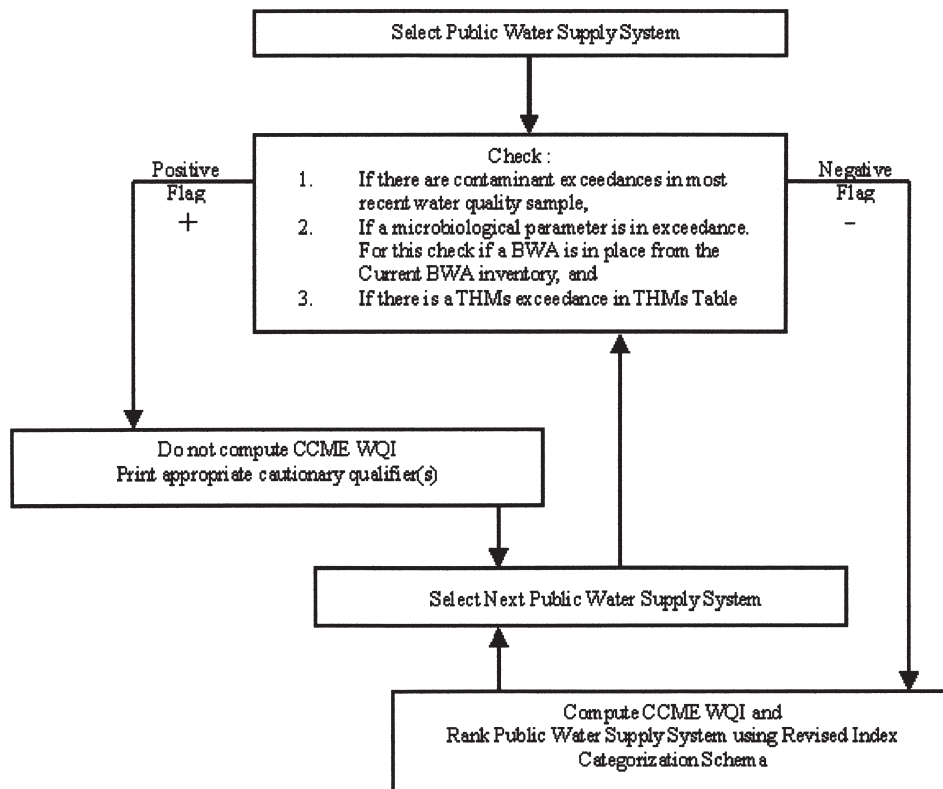 Select Public Water Supply System
Positive
Flag
+
Check :
1. If there are contaminant exceedances in most
recent water quality sample,
2. If a microbiological parameter is in exceedance.
For this check if a BWA is in place from the
Current BWA inventory, and
3. If there is a THMs exceedance in THMs Table
Negative
Flag
-
Do not compute CCME WQI
Print appropriate cautionary qualifier(s)
Select Next Public Water Supply System
Compute CCME WQI and
Rank Public Water Supply System using Revised Index
Categorization Schema